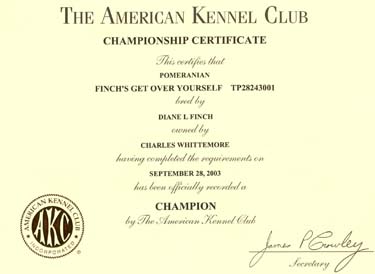 THE AMERICAN KENNEL CLUB
CHAMPIONSHIP CERTIFICATE
This certifies that
POMERANIAN
FINCH'S GET OVER YOURSELF TP28243001
bred by
DIANE L FINCH
owned by
CHARLES WHITTEMORE
having completed the requirements on
SEPTEMBER 28, 2003
has been officially recorded a
CHAMPION
by The American Kennel Club
AMERICAN KENNEL CLUB
AKC
INCORPORATED
James P Crowley
Secretary